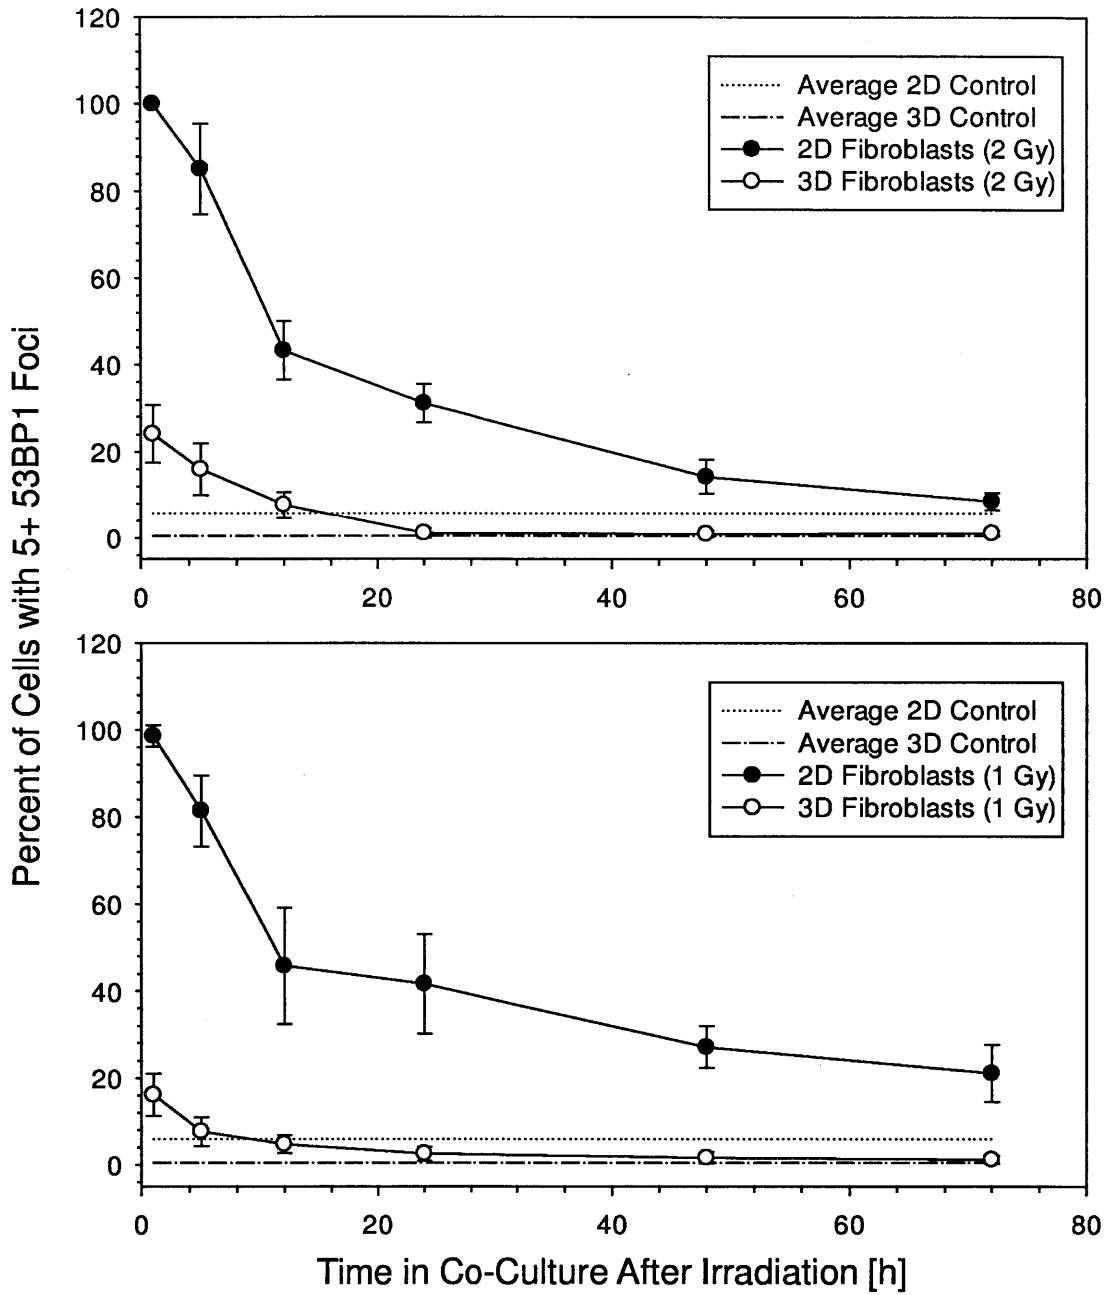 Percent of Cells with 5+ 53BP1 Foci
120
100
80
60
40
20
0
0 20 40 60 80
Average 2D Control
Average 3D Control
2D Fibroblasts (2 Gy)
3D Fibroblasts (2 Gy)
120
100
80
60
40
20
0
0 20 40 60 80
Average 2D Control
Average 3D Control
2D Fibroblasts (1 Gy)
3D Fibroblasts (1 Gy)
Time in Co-Culture After Irradiation [h]